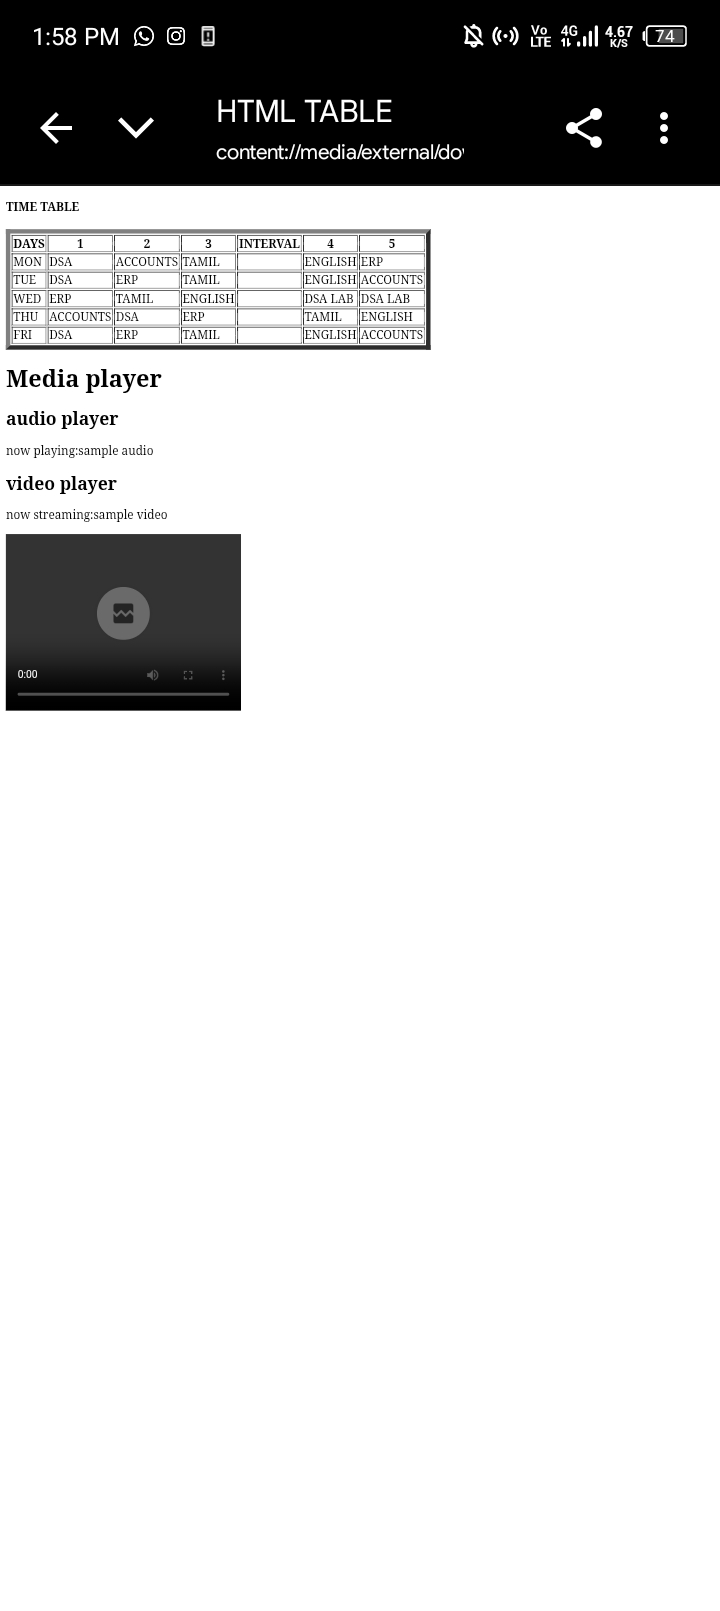 1:58 PM Vo LTE 4G 4.67 K/S 74
HTML TABLE
content://media/external/do
TIME TABLE
DAYS 1 2 3 INTERVAL 4 5
MON DSA ACCOUNTS TAMIL ENGLISH ERP
TUE DSA ERP TAMIL ENGLISH ACCOUNTS
WED ERP TAMIL ENGLISH DSA LAB DSA LAB
THU ACCOUNTS DSA ERP TAMIL ENGLISH
FRI DSA ERP TAMIL ENGLISH ACCOUNTS
Media player
audio player
now playing:sample audio
video player
now streaming:sample video
0:00